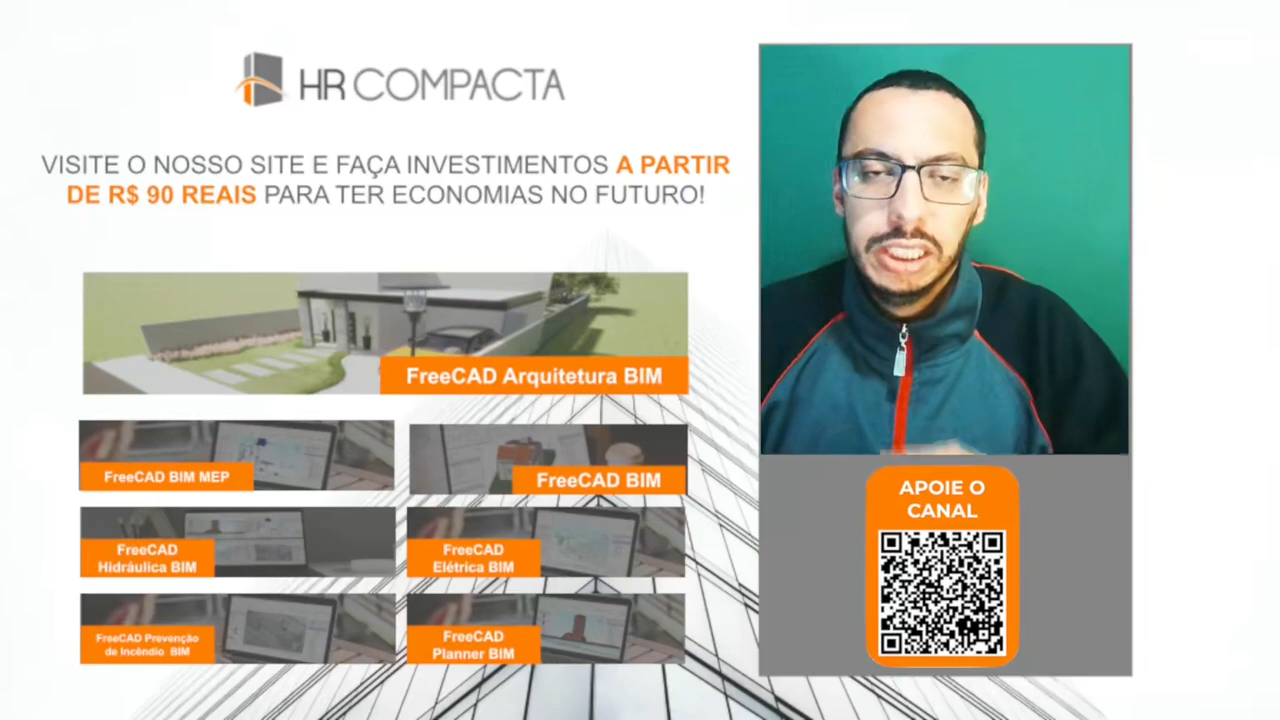 HR COMPACTA
VISITE O NOSSO SITE E FAÇA INVESTIMENTOS A PARTIR
DE R$ 90 REAIS PARA TER ECONOMIAS NO FUTURO!
FreeCAD Arquitetura BIM
FreeCAD BIM MEP
FreeCAD BIM
FreeCAD
Hidráulica BIM
FreeCAD
Elétrica BIM
FreeCAD Prevenção
de Incêndio BIM
FreeCAD
Planner BIM
APOIE O
CANAL